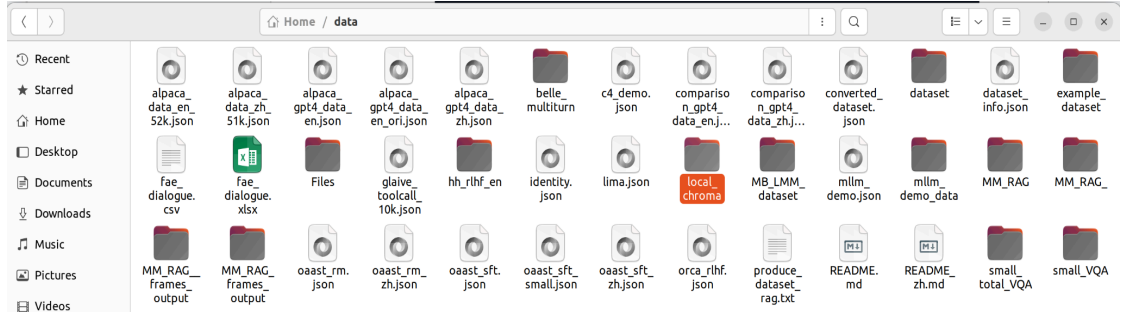 Home / data
Recent
Starred
Home
Desktop
Documents
Downloads
Music
Pictures
Videos
alpaca_
data_en_
52k.json
alpaca_
data_zh_
51k.json
alpaca_
gpt4_data_
en.json
alpaca_
gpt4_data_
en_ori.json
alpaca_
gpt4_data_
zh.json
belle_
multiturn
c4_demo.
json
compariso
n_gpt4_
data_en.j...
compariso
n_gpt4_
data_zh.j...
converted_
dataset.
json
dataset
dataset_
info.json
example_
dataset
fae_
dialogue.
csv
fae_
dialogue.
xlsx
Files
glaive_
toolcall_
10k.json
hh_rlhf_en
identity.
json
lima.json
local_
chroma
MB_LMM_
dataset
mllm_
demo.json
mllm_
demo_data
MM_RAG
MM_RAG_
MM_RAG__
frames_
output
MM_RAG_
frames_
output
oaast_rm.
json
oaast_rm_
zh.json
oaast_sft.
json
oaast_sft_
small.json
oaast_sft_
zh.json
orca_rlhf.
json
produce_
dataset_
rag.txt
M↓
README.
md
M↓
README_
zh.md
small_
total_VQA
small_VQA